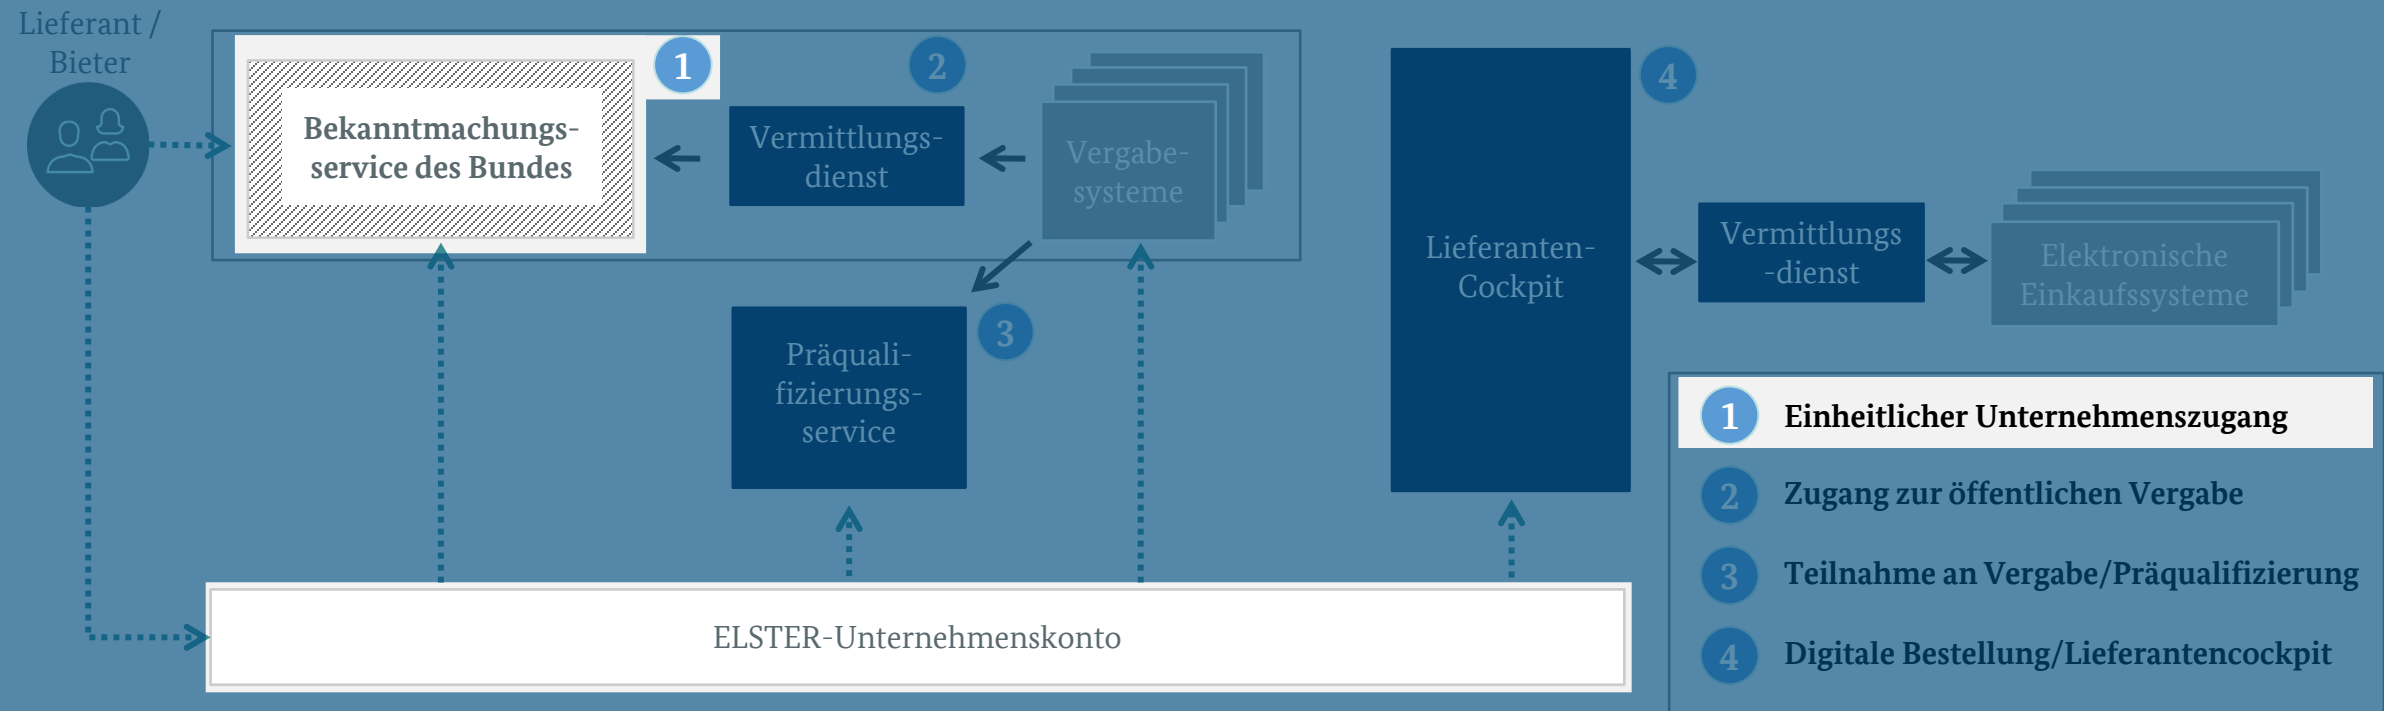 Lieferant /
Bieter
Bekanntmachungs-
service des Bundes
1
Vermittlungs-
dienst
2
Vergabe-
systeme
Präquali-
fizierungs-
service
3
Lieferanten-
Cockpit
4
Vermittlungs
-dienst
Elektronische
Einkaufssysteme
ELSTER-Unternehmenskonto
1 Einheitlicher Unternehmenszugang
2 Zugang zur öffentlichen Vergabe
3 Teilnahme an Vergabe/Präqualifizierung
4 Digitale Bestellung/Lieferantencockpit